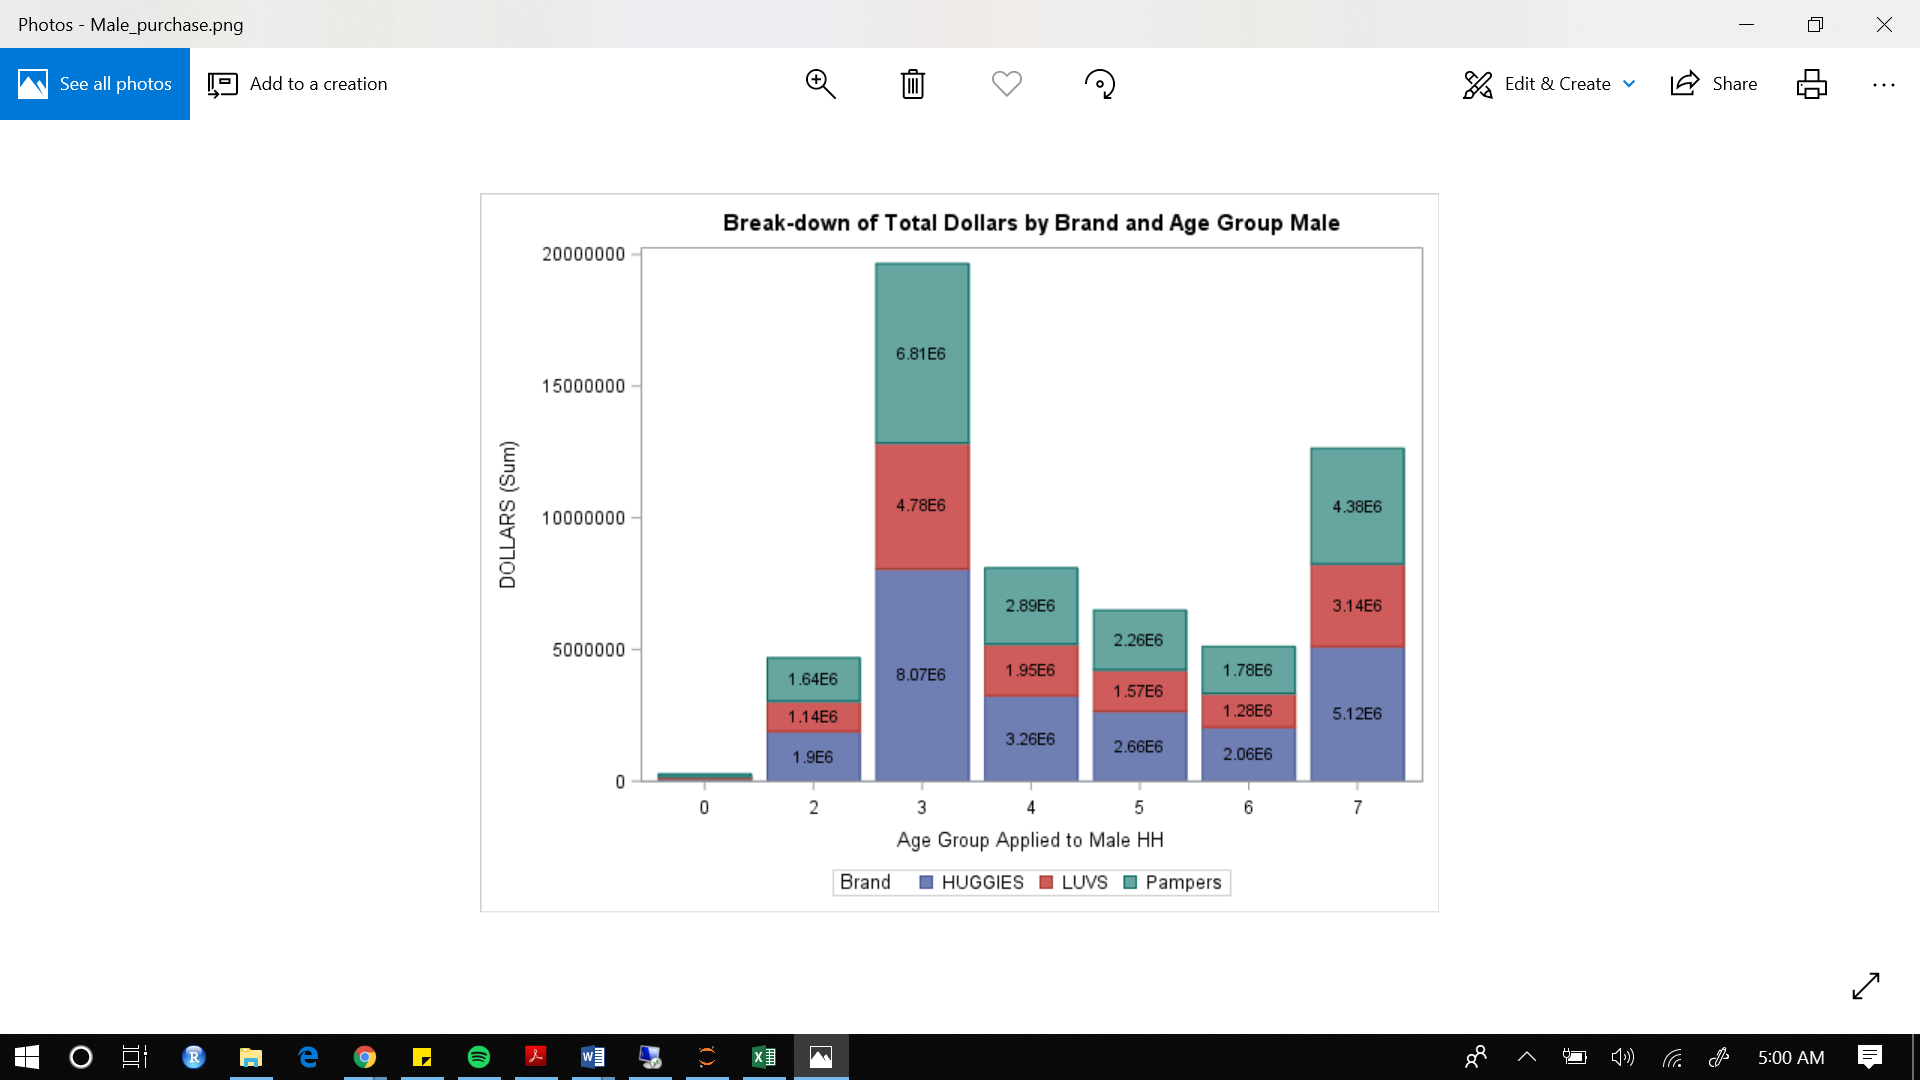 Photos - Male_purchase.png
See all photos
Add to a creation
Edit & Create
Share
Break-down of Total Dollars by Brand and Age Group Male
20000000
15000000
10000000
5000000
0
DOLLARS (Sum)
1.64E6
1.14E6
1.9E6
6.81E6
4.78E6
8.07E6
2.89E6
1.95E6
3.26E6
2.26E6
1.57E6
2.66E6
1.78E6
1.28E6
2.06E6
4.38E6
3.14E6
5.12E6
0 2 3 4 5 6 7
Age Group Applied to Male HH
Brand HUGGIES LUVS Pampers
5:00 AM